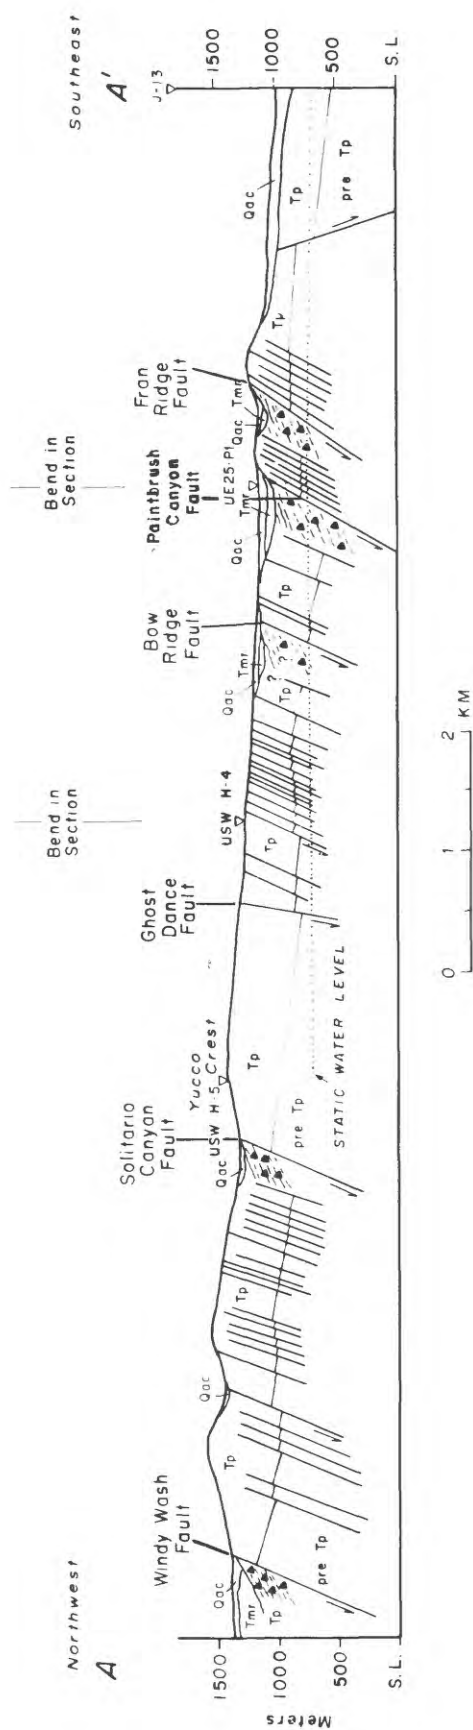 Northwest
A
Southeast
A'
Bend in
Section
Bend in
Section
Windy Wash
Fault
Solitario
Canyon
Fault
USW H-5
Yucca
Crest
Ghost
Dance
Fault
USW H-4
Bow
Ridge
Fault
Paintbrush
Canyon
Fault
UE25-P1
Fran
Ridge
Fault
J-13
Meters
1500
1000
500
S.L.
1500
1000
500
S.L.
Qac
Tmr
Tp
pre Tp
Tp
Qac
Tp
Qac
Tp
pre Tp
STATIC WATER LEVEL
Tp
Qac
Tmr
Tp
?
?
Tp
Qac
Tmr
Qac
Tmr
Qac
Tp
pre Tp
0
1
2
KM